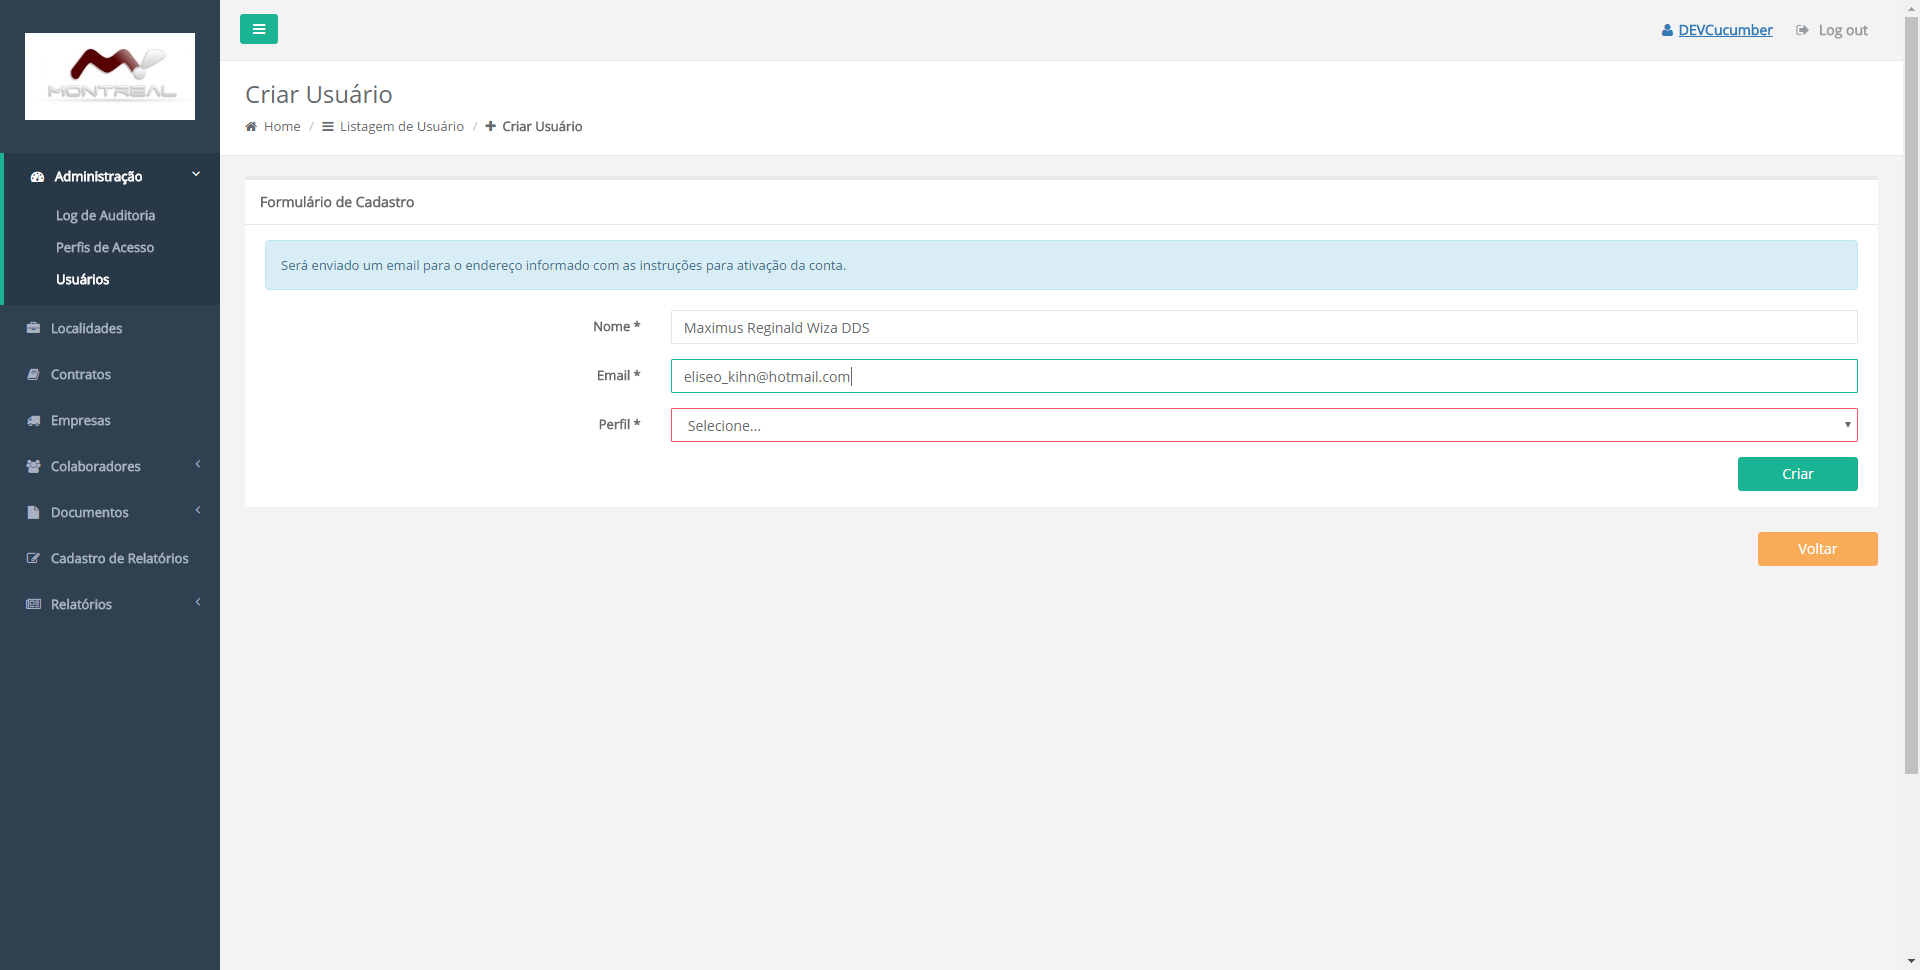 MONTREAL
Administração
Log de Auditoria
Perfis de Acesso
Usuários
Localidades
Contratos
Empresas
Colaboradores
Documentos
Cadastro de Relatórios
Relatórios
DEVCucumber Log out
Criar Usuário
Home / Listagem de Usuário / Criar Usuário
Formulário de Cadastro
Será enviado um email para o endereço informado com as instruções para ativação da conta.
Nome * Maximus Reginald Wiza DDS
Email * eliseo_kihn@hotmail.com
Perfil * Selecione...
Criar
Voltar